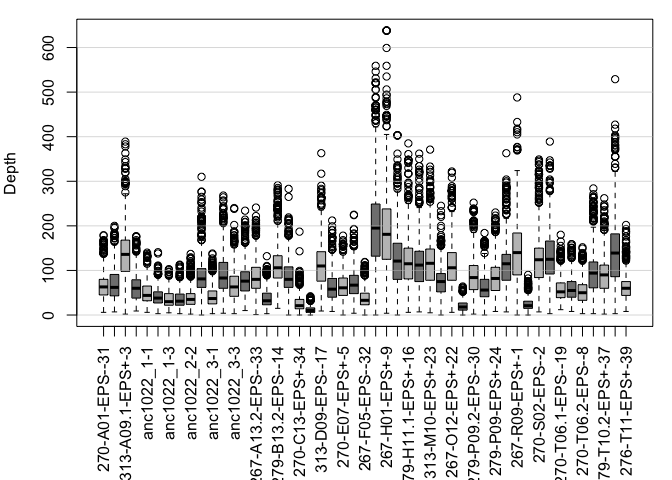 Depth
600
500
400
300
200
100
0
270-A01-EPS--31
313-A09.1-EPS+-3
anc1022_1-1
anc1022_1-3
anc1022_2-2
anc1022_3-1
anc1022_3-3
267-A13.2-EPS--33
279-B13.2-EPS--14
270-C13-EPS+-34
313-D09-EPS--17
270-E07-EPS+-5
267-F05-EPS--32
267-H01-EPS+-9
79-H11.1-EPS+-16
313-M10-EPS+-23
267-O12-EPS+-22
279-P09.2-EPS--30
279-P09-EPS+-24
267-R09-EPS+-1
270-S02-EPS--2
270-T06.1-EPS--19
270-T06.2-EPS--8
79-T10.2-EPS+-37
276-T11-EPS+-39